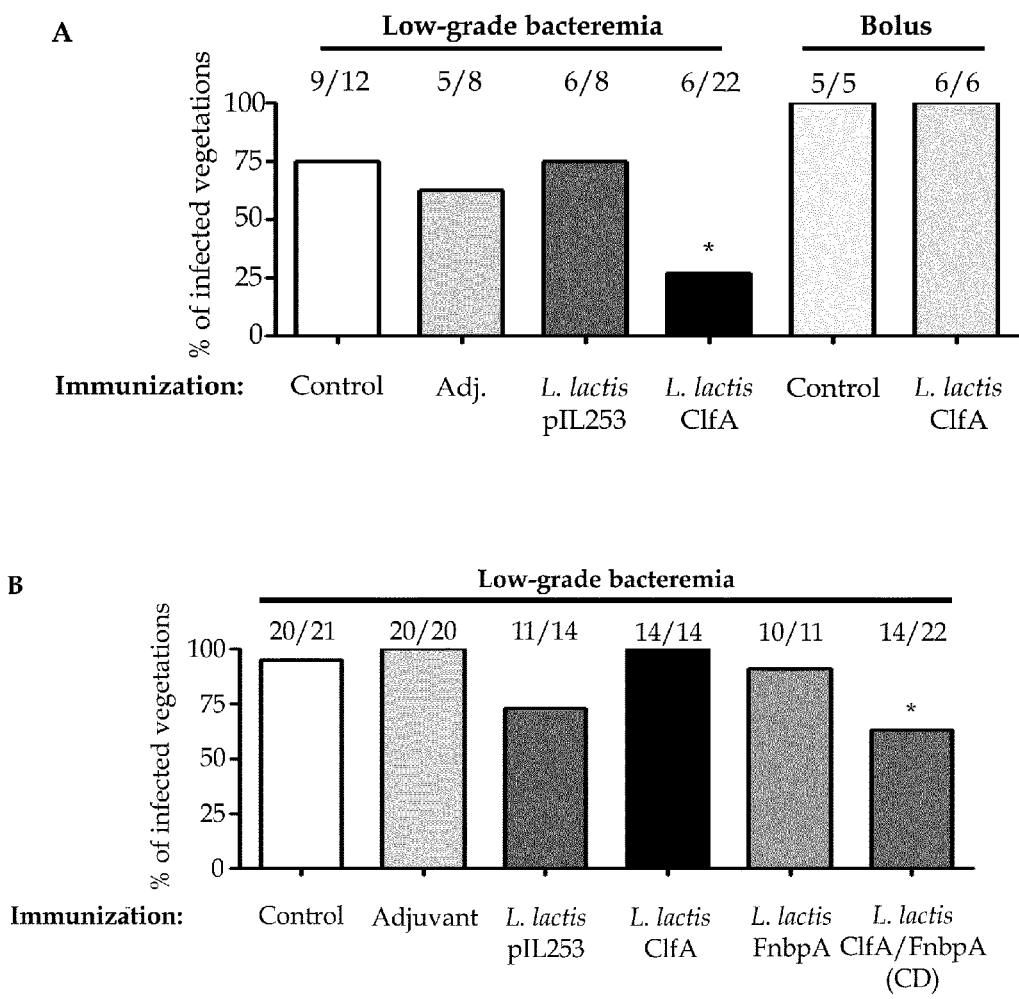 A
Low-grade bacteremia Bolus
9/12 5/8 6/8 6/22 5/5 6/6
% of infected vegetations
100
75
50
25
0
*
Immunization: Control Adj. L. lactis L. lactis Control L. lactis
pIL253 ClfA ClfA
B
Low-grade bacteremia
20/21 20/20 11/14 14/14 10/11 14/22
% of infected vegetations
100
75
50
25
0
*
Immunization: Control Adjuvant L. lactis L. lactis L. lactis L. lactis
pIL253 ClfA FnbpA ClfA/FnbpA
(CD)